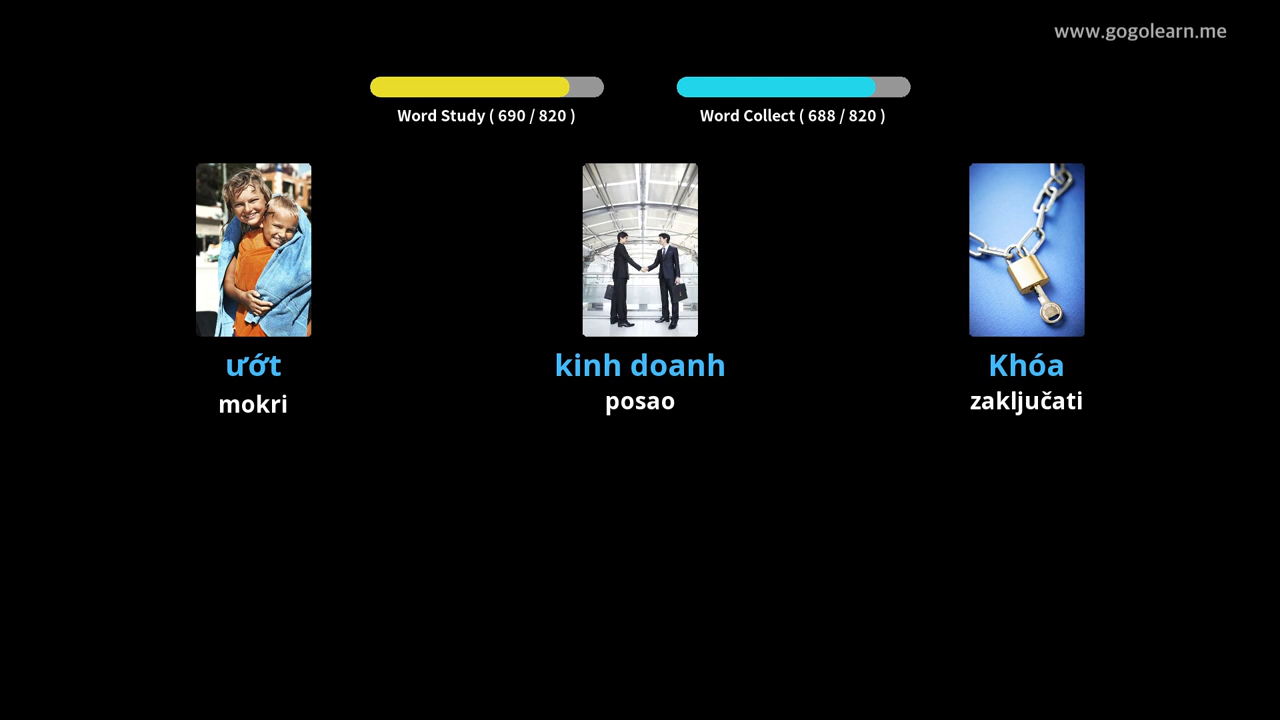 www.gogolearn.me
Word Study ( 690 / 820 )
Word Collect ( 688 / 820 )
ướt
mokri
kinh doanh
posao
Khóa
zaključati